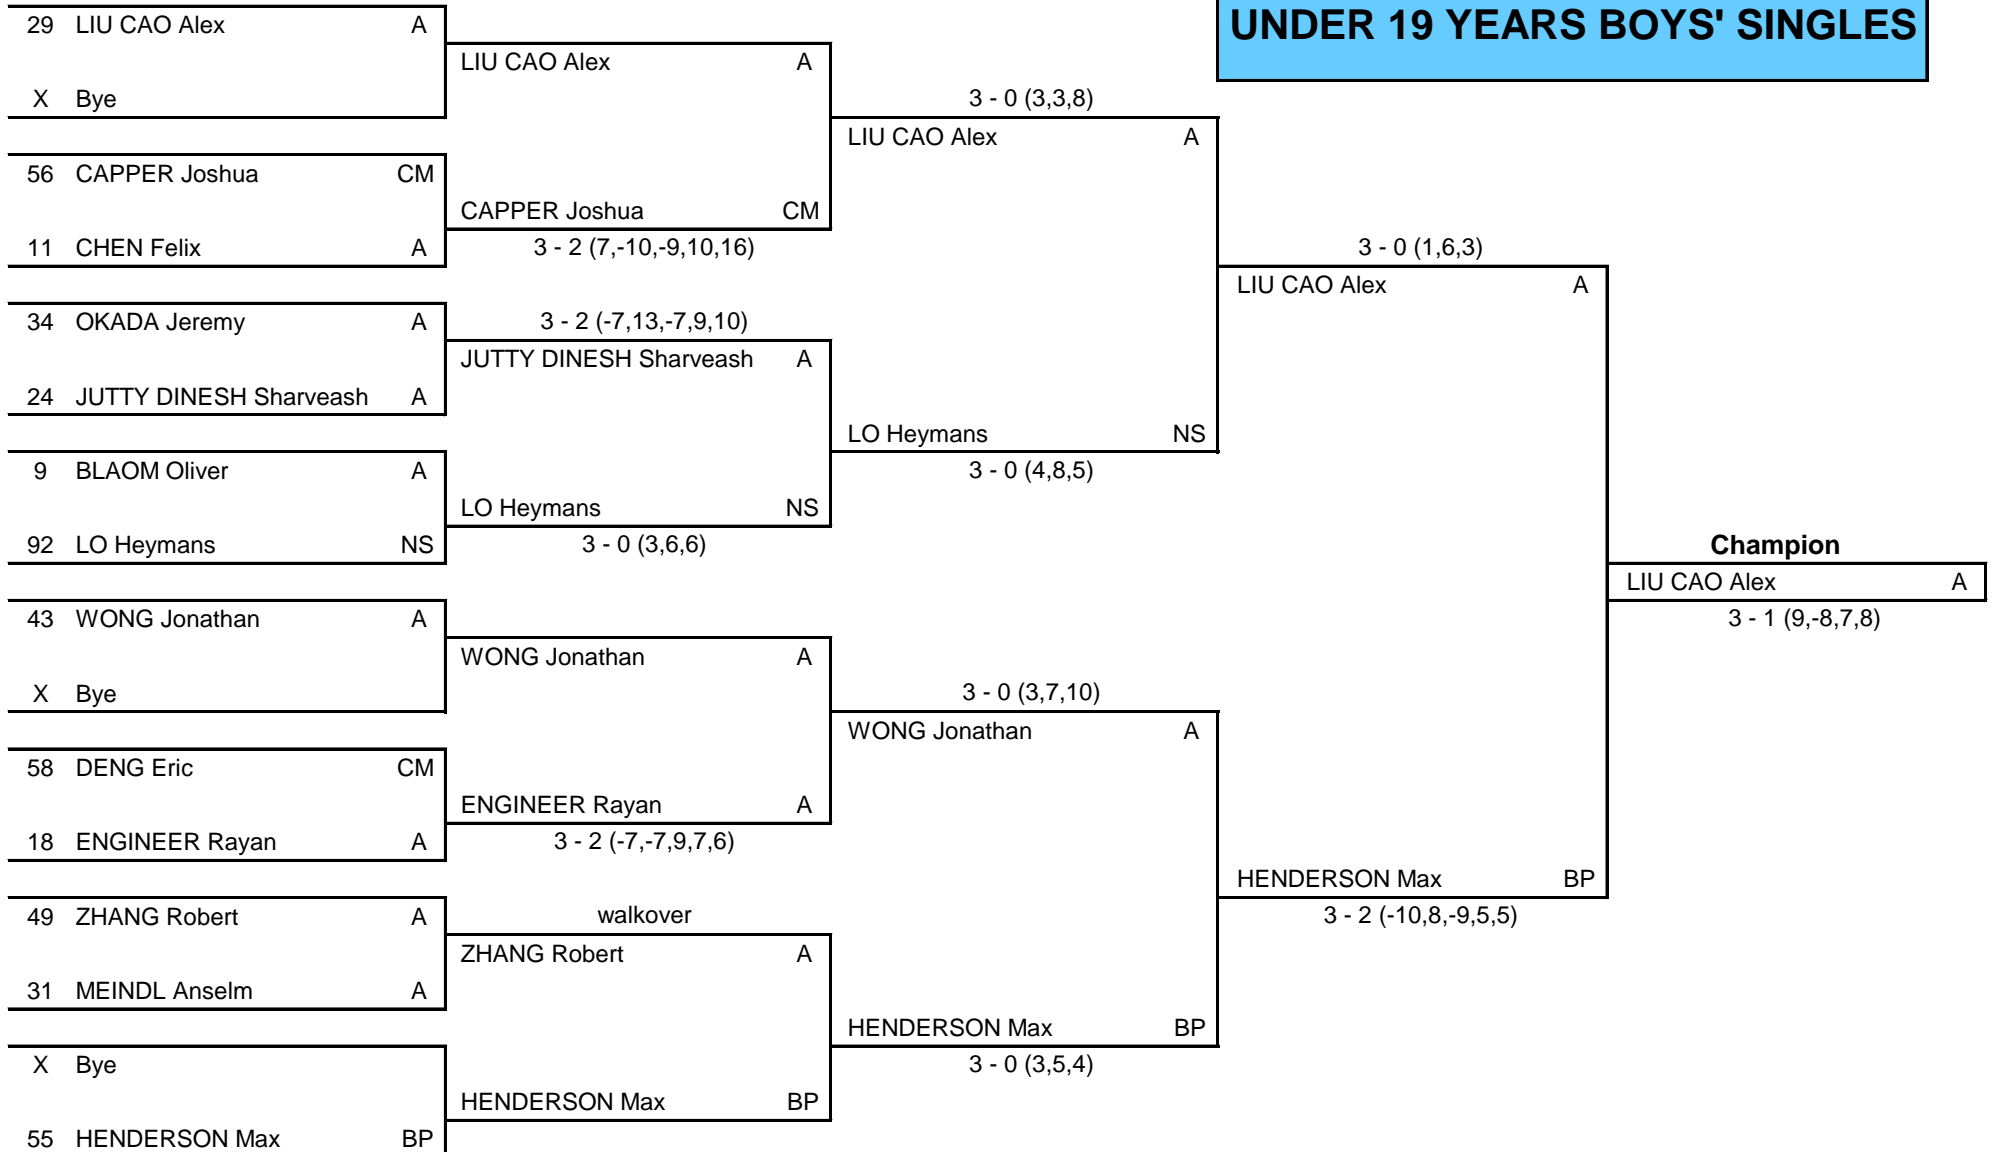 UNDER 19 YEARS BOYS' SINGLES
29 LIU CAO Alex A
LIU CAO Alex A
X Bye
3 - 0 (3,3,8)
LIU CAO Alex A
56 CAPPER Joshua CM
CAPPER Joshua CM
11 CHEN Felix A
3 - 2 (7,-10,-9,10,16)
3 - 0 (1,6,3)
LIU CAO Alex A
34 OKADA Jeremy A
3 - 2 (-7,13,-7,9,10)
JUTTY DINESH Sharveash A
24 JUTTY DINESH Sharveash A
LO Heymans NS
9 BLAOM Oliver A
3 - 0 (4,8,5)
LO Heymans NS
92 LO Heymans NS
3 - 0 (3,6,6)
Champion
LIU CAO Alex A
43 WONG Jonathan A
3 - 1 (9,-8,7,8)
WONG Jonathan A
X Bye
3 - 0 (3,7,10)
WONG Jonathan A
58 DENG Eric CM
ENGINEER Rayan A
18 ENGINEER Rayan A
3 - 2 (-7,-7,9,7,6)
HENDERSON Max BP
49 ZHANG Robert A
walkover
3 - 2 (-10,8,-9,5,5)
ZHANG Robert A
31 MEINDL Anselm A
HENDERSON Max BP
X Bye
3 - 0 (3,5,4)
HENDERSON Max BP
55 HENDERSON Max BP